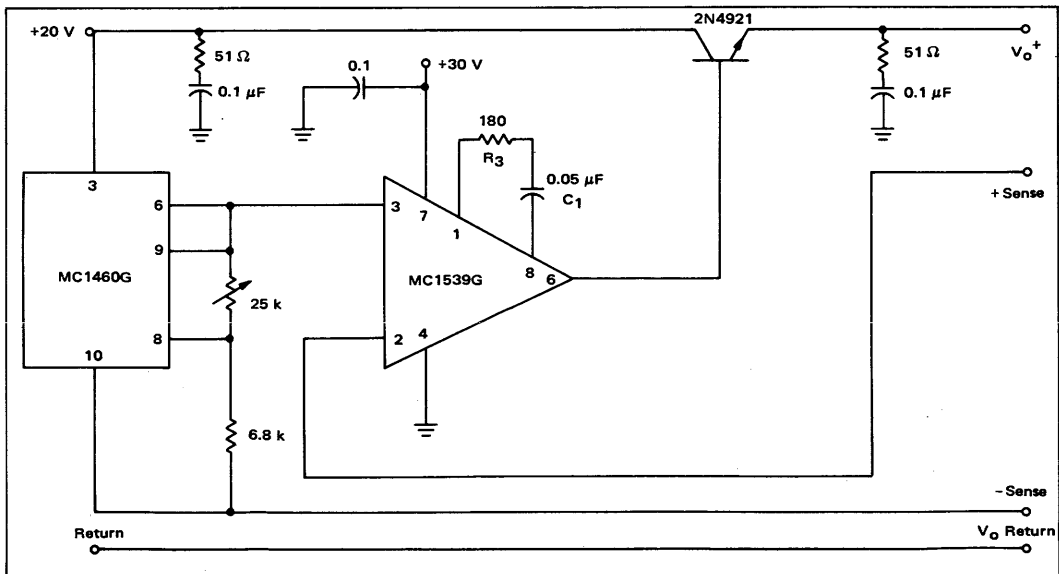 2N4921
+20 V
V₀⁺
51 Ω
0.1 µF
0.1
+30 V
51 Ω
0.1 µF
180
R₃
0.05 µF
C₁
+ Sense
3
6
9
8
10
MC1460G
25 k
6.8 k
3
7
1
8
6
2
4
MC1539G
− Sense
Return
V₀ Return